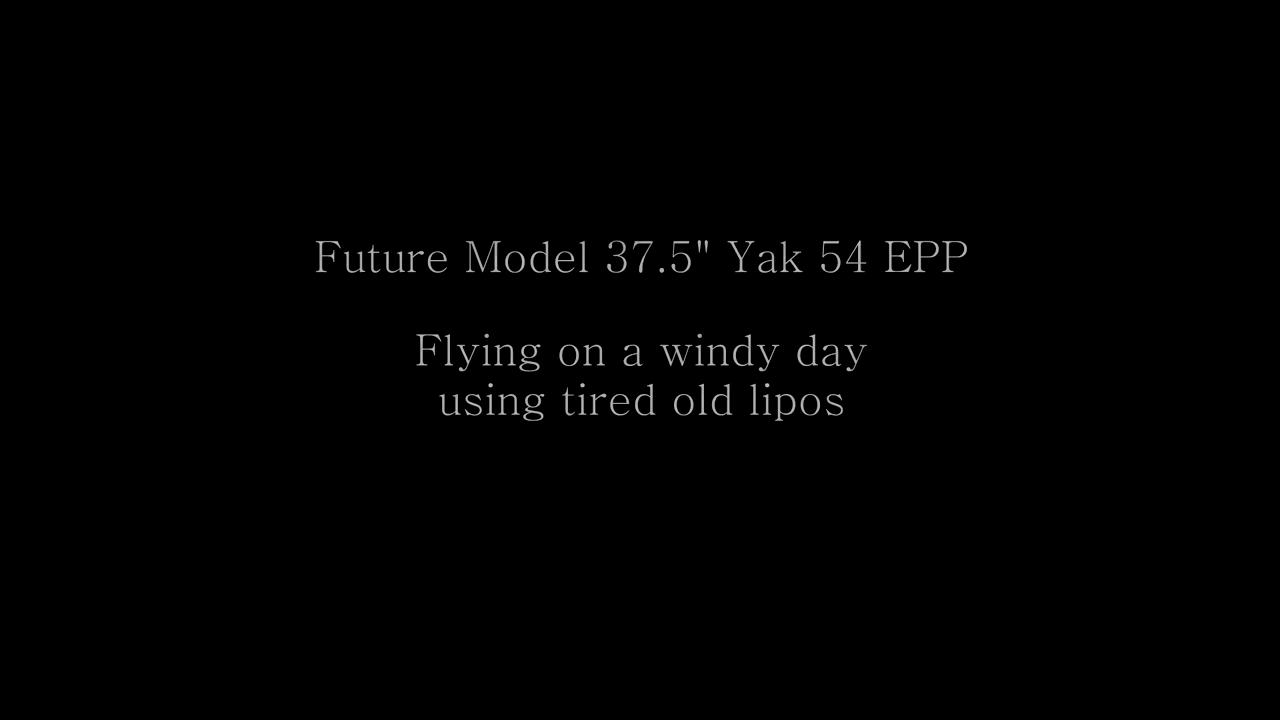 Future Model 37.5" Yak 54 EPP
Flying on a windy day
using tired old lipos